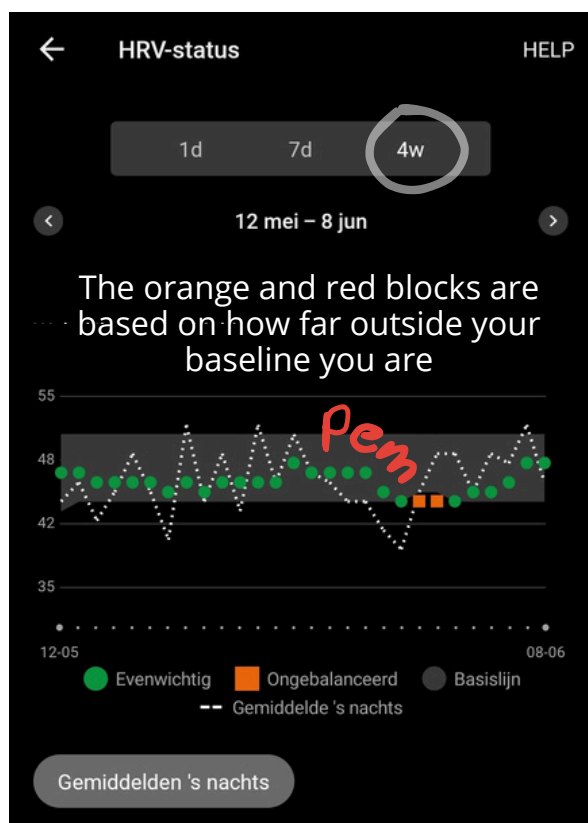 HRV-status
HELP
1d
7d
4w
12 mei – 8 jun
The orange and red blocks are
based on how far outside your
baseline you are
55
Pem
48
42
35
12-05
08-06
Evenwichtig
Ongebalanceerd
Basislijn
Gemiddelde 's nachts
Gemiddelden 's nachts